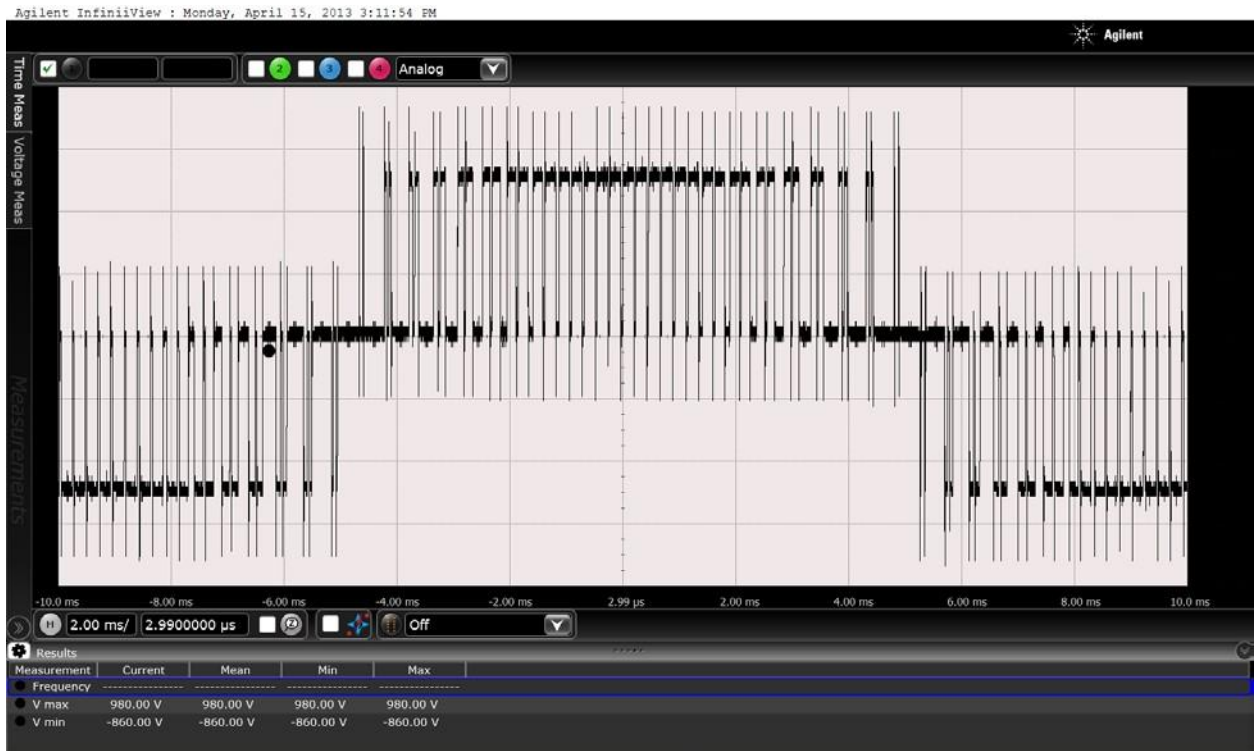 Agilent InfiniiView : Monday, April 15, 2013 3:11:54 PM
Agilent
Time Meas
Voltage Meas
Measurements
2 3 4 Analog
-10.0 ms -8.00 ms -6.00 ms -4.00 ms -2.00 ms 2.99 µs 2.00 ms 4.00 ms 6.00 ms 8.00 ms 10.0 ms
H 2.00 ms/ 2.9900000 µs Z Off
Results
Measurement Current Mean Min Max
Frequency ---------------- ---------------- ---------------- ----------------
V max 980.00 V 980.00 V 980.00 V 980.00 V
V min -860.00 V -860.00 V -860.00 V -860.00 V